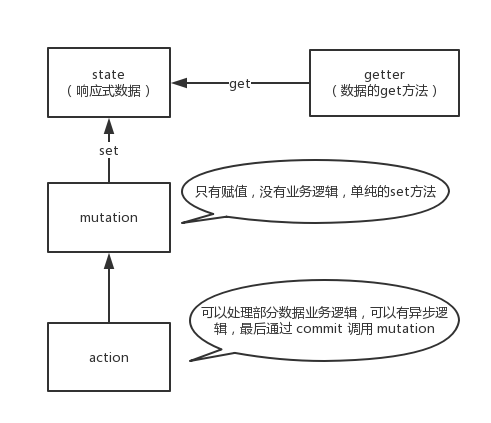 state
（响应式数据）
getter
（数据的get方法）
get
set
只有赋值，没有业务逻辑，单纯的set方法
mutation
可以处理部分数据业务逻辑，可以有异步逻
辑，最后通过 commit 调用 mutation
action